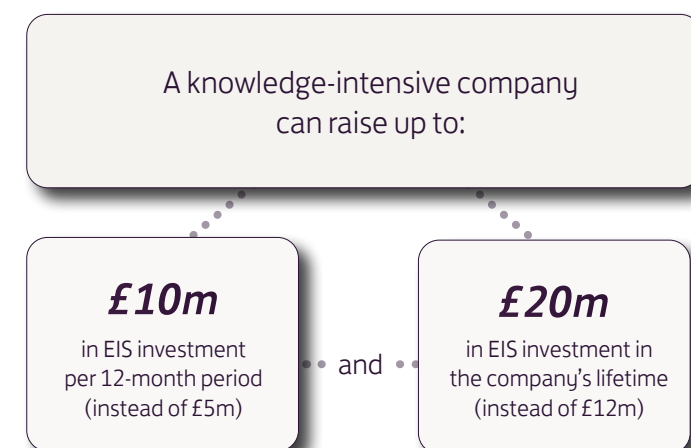 A knowledge-intensive company
can raise up to:
£10m
in EIS investment
per 12-month period
(instead of £5m)
and
£20m
in EIS investment in
the company's lifetime
(instead of £12m)